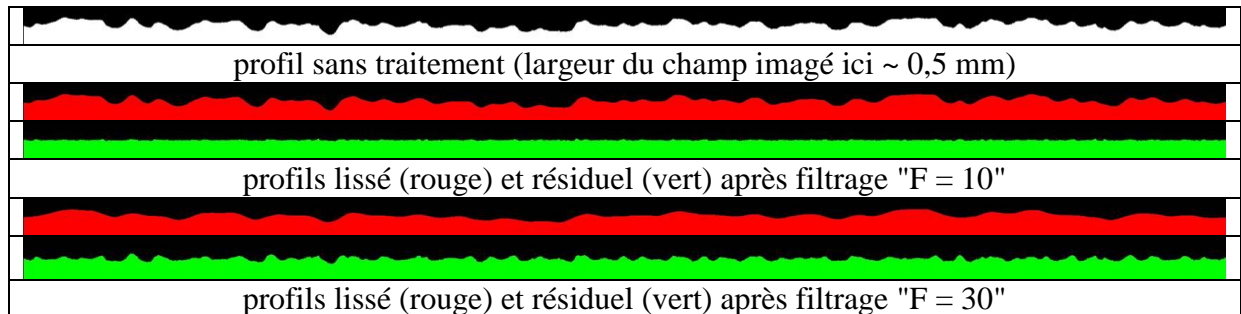 profil sans traitement (largeur du champ imagé ici ~ 0,5 mm)
profils lissé (rouge) et résiduel (vert) après filtrage "F = 10"
profils lissé (rouge) et résiduel (vert) après filtrage "F = 30"